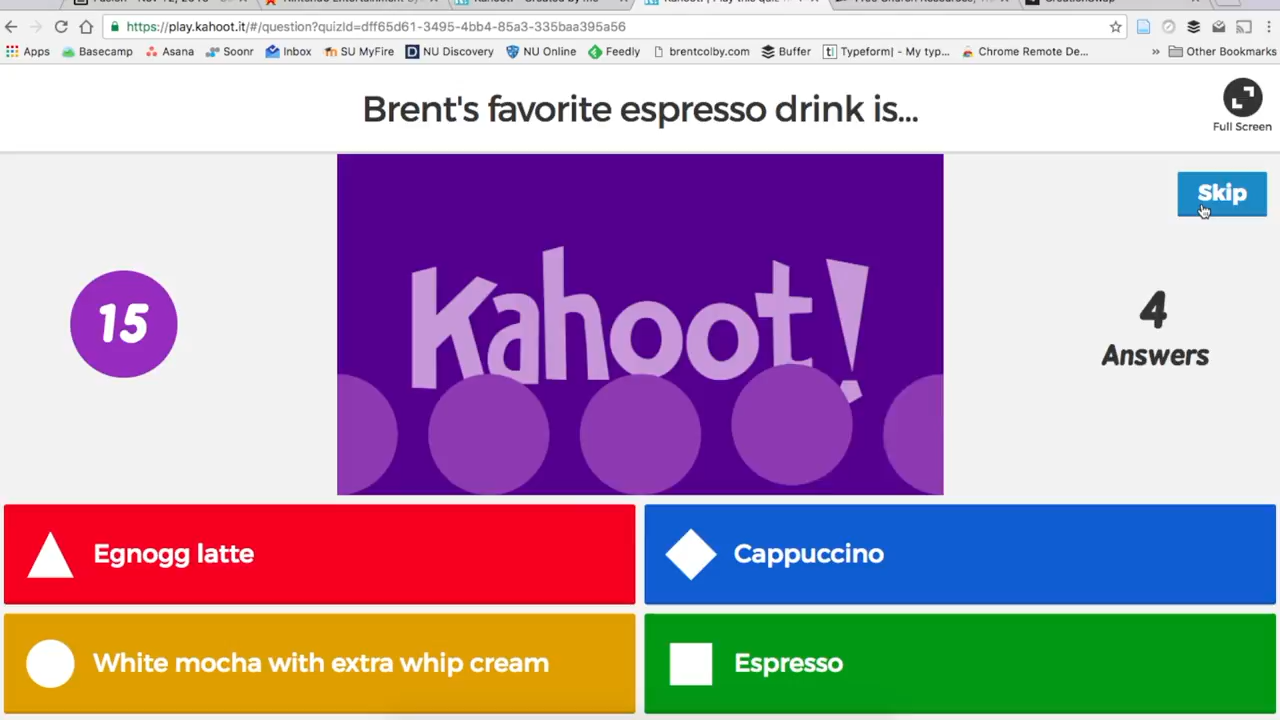 https://play.kahoot.it/#/question?quizId=dff65d61-3495-4bb4-85a3-335baa395a56
Apps Basecamp Asana Soonr Inbox SU MyFire NU Discovery NU Online Feedly brentcolby.com Buffer Typeform | - My typ... Chrome Remote De... » Other Bookmarks
Brent's favorite espresso drink is...
Full Screen
Skip
15
Kahoot!
4
Answers
Egnogg latte
Cappuccino
White mocha with extra whip cream
Espresso